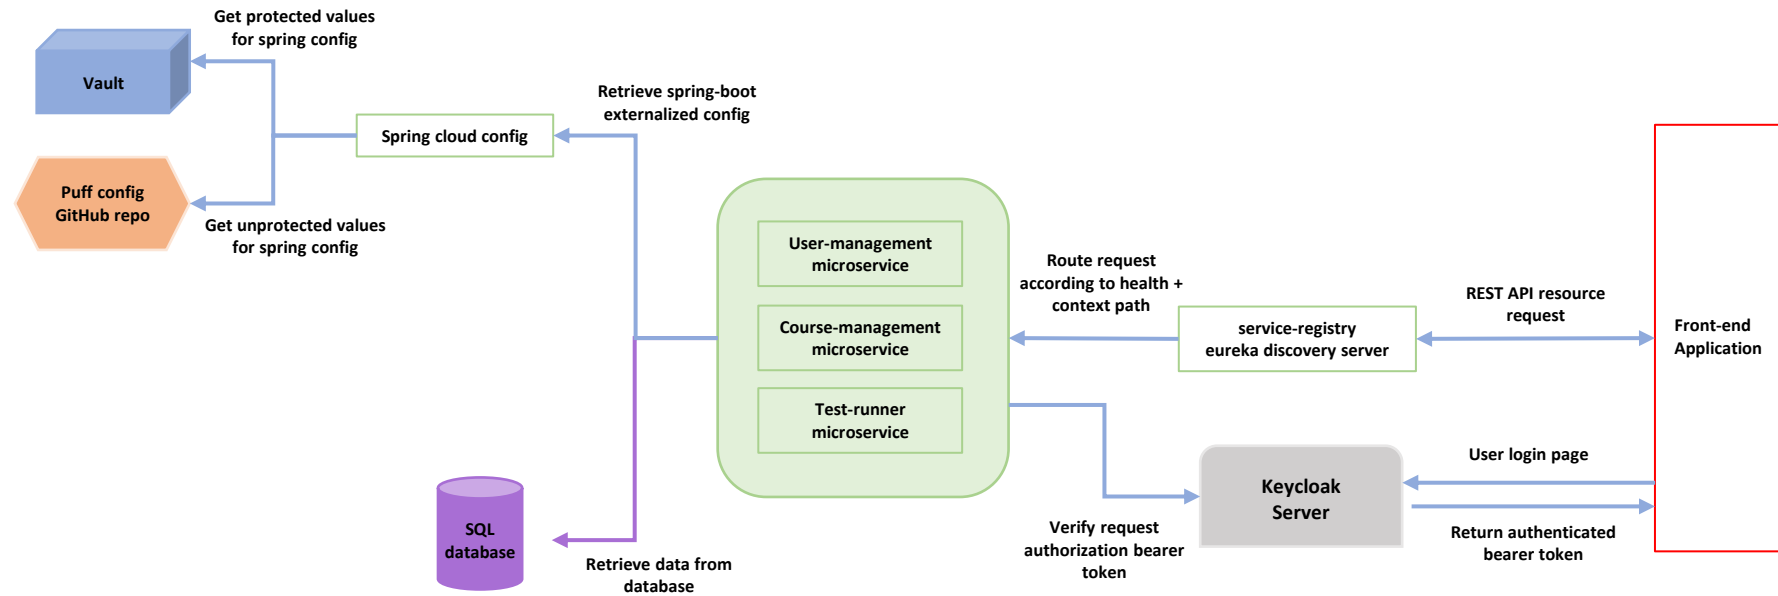 Get protected values
for spring config
Vault
Puff config
GitHub repo
Get unprotected values
for spring config
Spring cloud config
Retrieve spring-boot
externalized config
User-management
microservice
Course-management
microservice
Test-runner
microservice
SQL
database
Retrieve data from
database
Route request
according to health +
context path
service-registry
eureka discovery server
REST API resource
request
Front-end
Application
Keycloak
Server
User login page
Return authenticated
bearer token
Verify request
authorization bearer
token